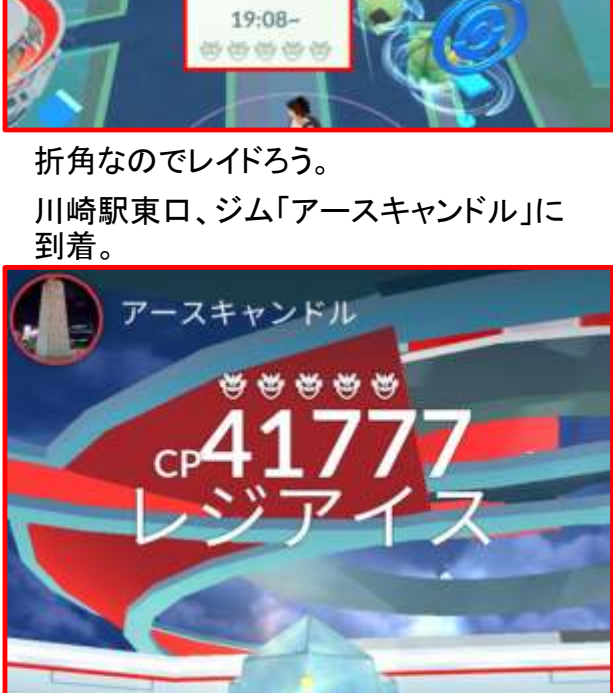 19:08~
折角なのでレイドろう。
川崎駅東口、ジム「アースキャンドル」に
到着。
アースキャンドル
CP41777
レジアイス